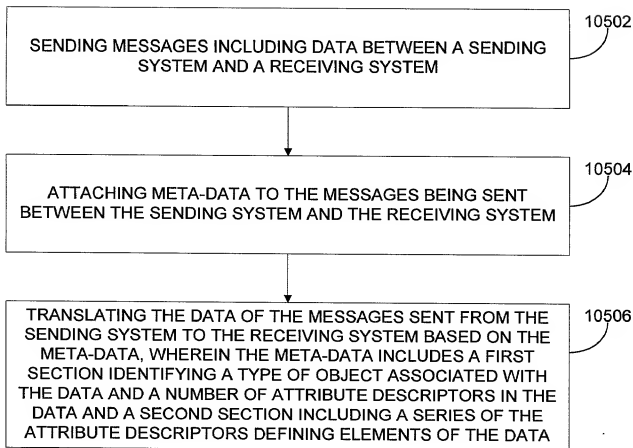 10502
SENDING MESSAGES INCLUDING DATA BETWEEN A SENDING
SYSTEM AND A RECEIVING SYSTEM
10504
ATTACHING META-DATA TO THE MESSAGES BEING SENT
BETWEEN THE SENDING SYSTEM AND THE RECEIVING SYSTEM
10506
TRANSLATING THE DATA OF THE MESSAGES SENT FROM THE
SENDING SYSTEM TO THE RECEIVING SYSTEM BASED ON THE
META-DATA, WHEREIN THE META-DATA INCLUDES A FIRST
SECTION IDENTIFYING A TYPE OF OBJECT ASSOCIATED WITH
THE DATA AND A NUMBER OF ATTRIBUTE DESCRIPTORS IN THE
DATA AND A SECOND SECTION INCLUDING A SERIES OF THE
ATTRIBUTE DESCRIPTORS DEFINING ELEMENTS OF THE DATA